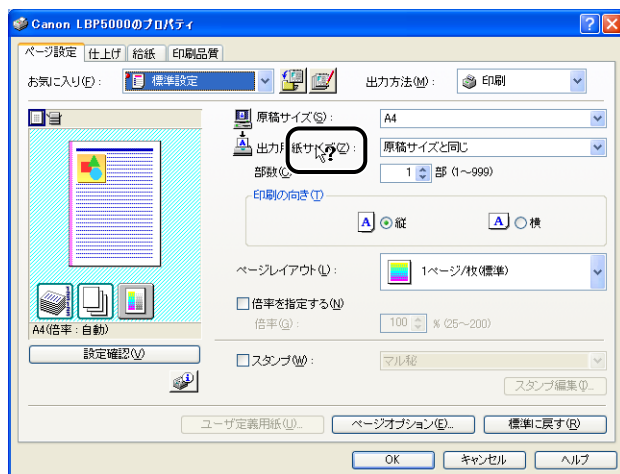 Canon LBP5000のプロパティ
ページ設定 仕上げ 給紙 印刷品質
お気に入り(F): 標準設定 出力方法(M): 印刷
原稿サイズ(S): A4
出力用紙サイズ(Z): 原稿サイズと同じ
部数(C): 1 部 (1~999)
印刷の向き(T)
A 縦 A 横
ページレイアウト(L): 1ページ/枚(標準)
倍率を指定する(N)
倍率(G): 100 % (25~200)
A4(倍率:自動)
設定確認(V)
スタンプ(W): マル秘
スタンプ編集(I)...
ユーザ定義用紙(U)... ページオプション(E)... 標準に戻す(R)
OK キャンセル ヘルプ